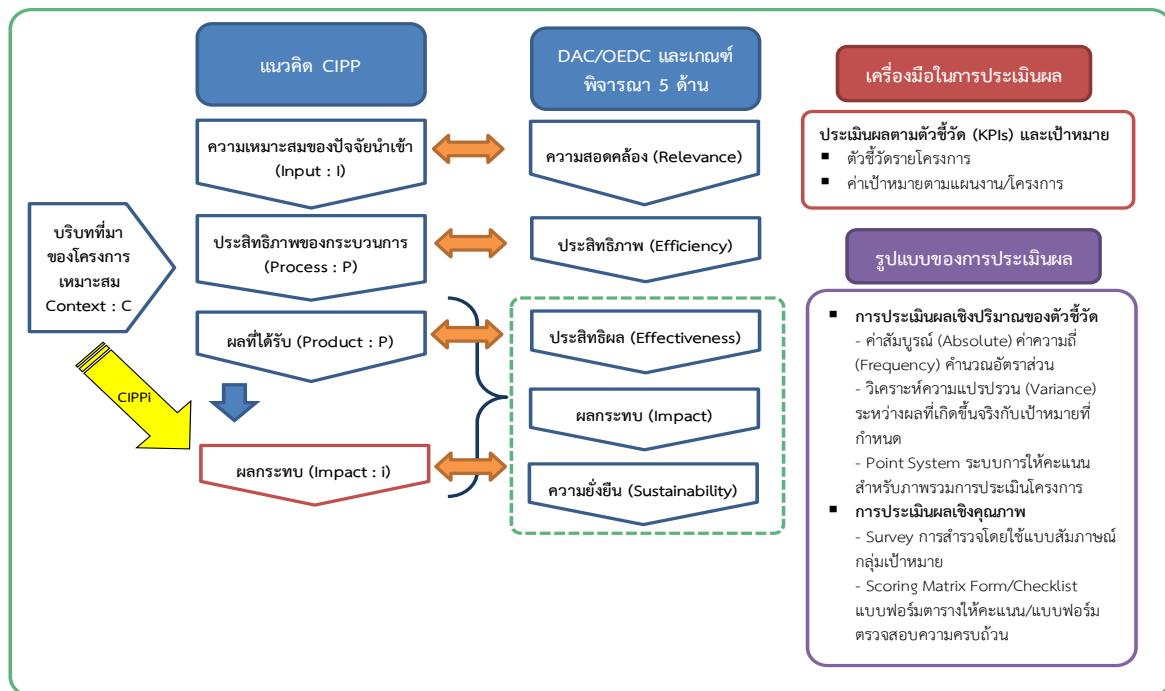 แนวคิด CIPP
DAC/OEDC และเกณฑ์
พิจารณา 5 ด้าน
เครื่องมือในการประเมินผล
ประเมินผลตามตัวชี้วัด (KPIs) และเป้าหมาย
▪ ตัวชี้วัดรายโครงการ
▪ ค่าเป้าหมายตามแผนงาน/โครงการ
ความเหมาะสมของปัจจัยนำเข้า
(Input : I)
ความสอดคล้อง (Relevance)
บริบทที่มา
ของโครงการ
เหมาะสม
Context : C
ประสิทธิภาพของกระบวนการ
(Process : P)
ประสิทธิภาพ (Efficiency)
ผลที่ได้รับ (Product : P)
ประสิทธิผล (Effectiveness)
CIPPi
ผลกระทบ (Impact)
ผลกระทบ (Impact : i)
ความยั่งยืน (Sustainability)
รูปแบบของการประเมินผล
▪ การประเมินผลเชิงปริมาณของตัวชี้วัด
- ค่าสัมบูรณ์ (Absolute) ค่าความถี่
(Frequency) คำนวณอัตราส่วน
- วิเคราะห์ความแปรปรวน (Variance)
ระหว่างผลที่เกิดขึ้นจริงกับเป้าหมายที่
กำหนด
- Point System ระบบการให้คะแนน
สำหรับภาพรวมการประเมินโครงการ
▪ การประเมินผลเชิงคุณภาพ
- Survey การสำรวจโดยใช้แบบสัมภาษณ์
กลุ่มเป้าหมาย
- Scoring Matrix Form/Checklist
แบบฟอร์มตารางให้คะแนน/แบบฟอร์ม
ตรวจสอบความครบถ้วน